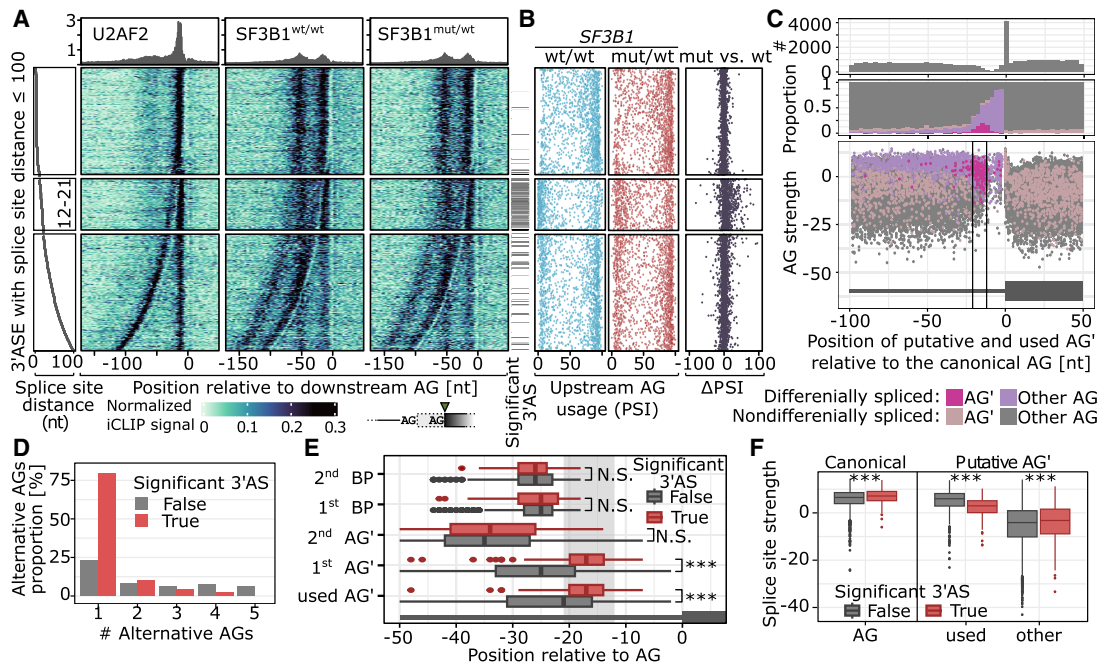 A
3
2
1
U2AF2
SF3B1wt/wt
SF3B1mut/wt
3'ASE with splice site distance ≤ 100
12-21
0 100
Splice site
distance
(nt)
-150 -100 -50 0
-150 -100 -50 0
-150 -100 -50 0
Position relative to downstream AG [nt]
Normalized
iCLIP signal
0 0.1 0.2 0.3
AG AG
Significant
3'AS
B
SF3B1
wt/wt mut/wt mut vs. wt
0 90 0 90 -100 0 100
Upstream AG
usage (PSI)
ΔPSI
C
4000
2000
0
#
1
0.5
0
Proportion
0
-25
-50
AG strength
-100 -50 0 50
Position of putative and used AG'
relative to the canonical AG [nt]
Differenially spliced: AG' Other AG
Nondifferenially spliced: AG' Other AG
D
Alternative AGs
proportion [%]
75
50
25
0
Significant 3'AS
False
True
1 2 3 4 5
# Alternative AGs
E
2nd BP
1st BP
2nd AG'
1st AG'
used AG'
N.S.
N.S.
N.S.
***
***
Significant
3'AS
False
True
-50 -40 -30 -20 -10 0
Position relative to AG
F
Canonical Putative AG'
*** *** ***
Splice site strength
0
-20
-40
Significant 3'AS
False True
AG used other